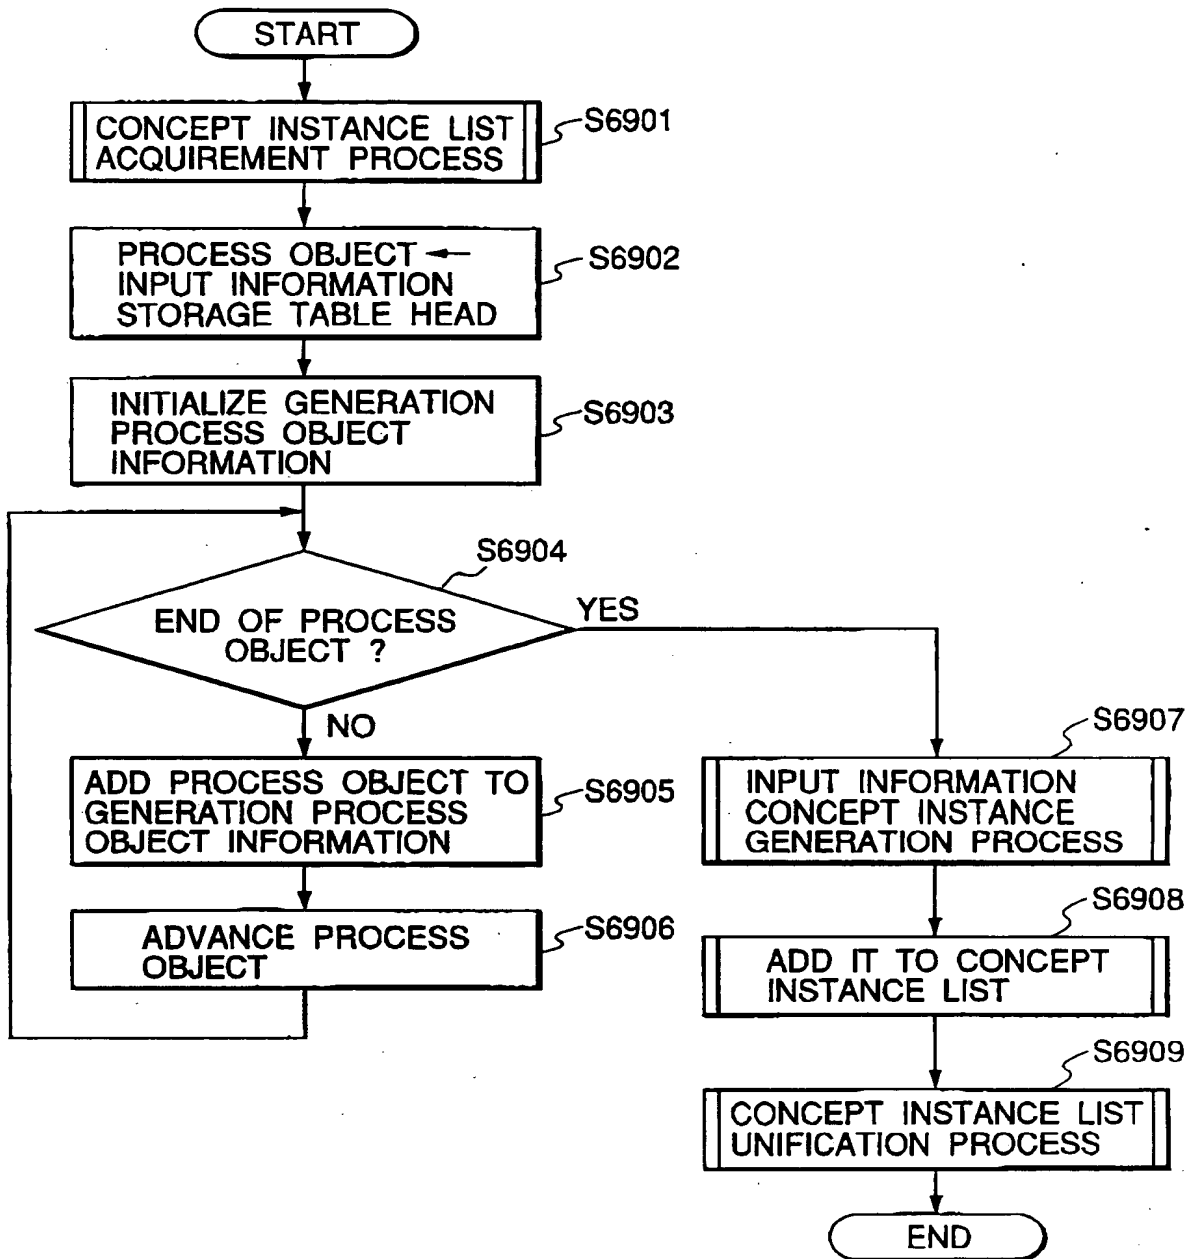 START
CONCEPT INSTANCE LIST
ACQUIREMENT PROCESS
S6901
PROCESS OBJECT ←
INPUT INFORMATION
STORAGE TABLE HEAD
S6902
INITIALIZE GENERATION
PROCESS OBJECT
INFORMATION
S6903
S6904
END OF PROCESS
OBJECT ?
YES
NO
ADD PROCESS OBJECT TO
GENERATION PROCESS
OBJECT INFORMATION
S6905
ADVANCE PROCESS
OBJECT
S6906
S6907
INPUT INFORMATION
CONCEPT INSTANCE
GENERATION PROCESS
S6908
ADD IT TO CONCEPT
INSTANCE LIST
S6909
CONCEPT INSTANCE LIST
UNIFICATION PROCESS
END